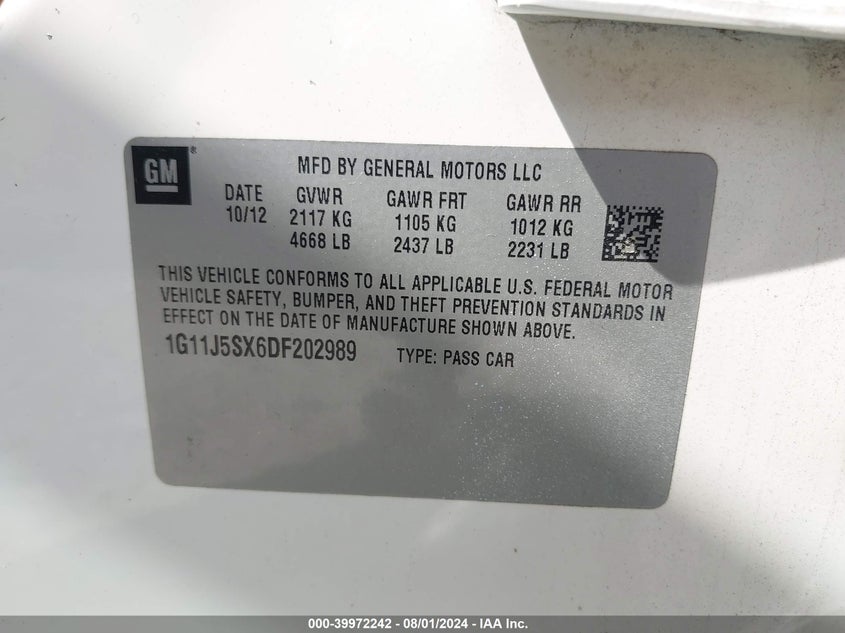 GM®
MFD BY GENERAL MOTORS LLC
DATE GVWR GAWR FRT GAWR RR
10/12 2117 KG 1105 KG 1012 KG
4668 LB 2437 LB 2231 LB
THIS VEHICLE CONFORMS TO ALL APPLICABLE U.S. FEDERAL MOTOR
VEHICLE SAFETY, BUMPER, AND THEFT PREVENTION STANDARDS IN
EFFECT ON THE DATE OF MANUFACTURE SHOWN ABOVE.
1G11J5SX6DF202989 TYPE: PASS CAR
000-39972242 - 08/01/2024 - IAA Inc.